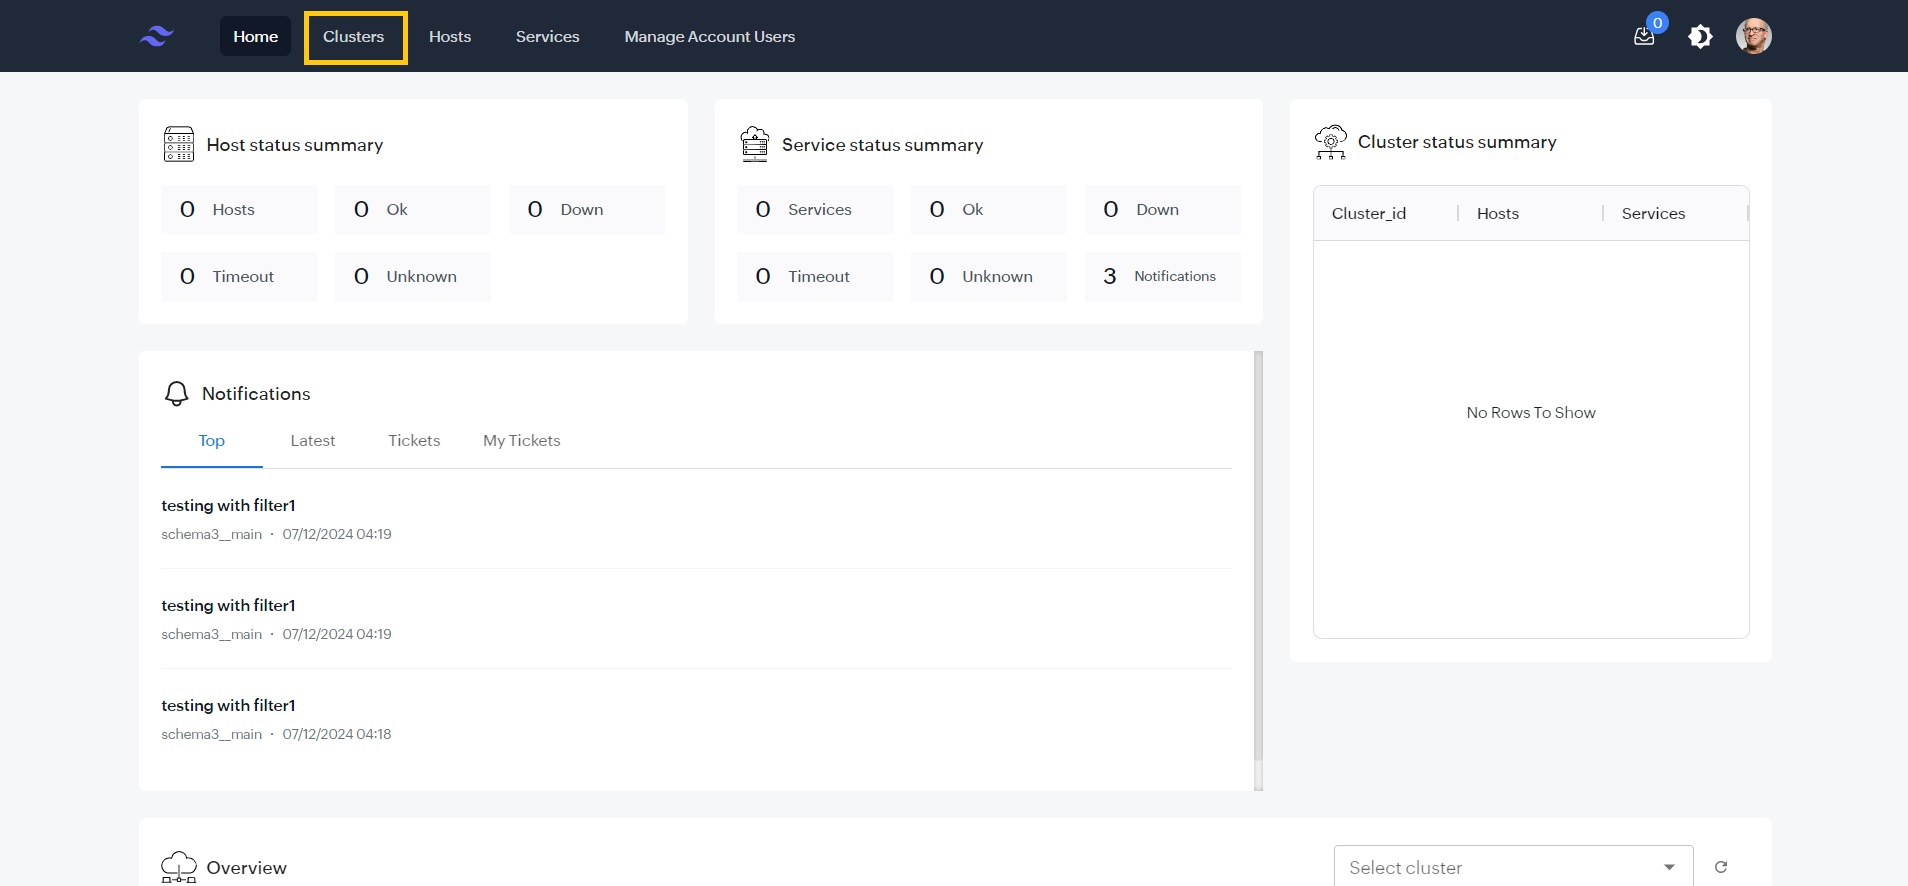 Home Clusters Hosts Services Manage Account Users 0
Host status summary
0 Hosts 0 Ok 0 Down
0 Timeout 0 Unknown
Service status summary
0 Services 0 Ok 0 Down
0 Timeout 0 Unknown 3 Notifications
Cluster status summary
Cluster_id Hosts Services
No Rows To Show
Notifications
Top Latest Tickets My Tickets
testing with filter1
schema3__main · 07/12/2024 04:19
testing with filter1
schema3__main · 07/12/2024 04:19
testing with filter1
schema3__main · 07/12/2024 04:18
Overview Select cluster